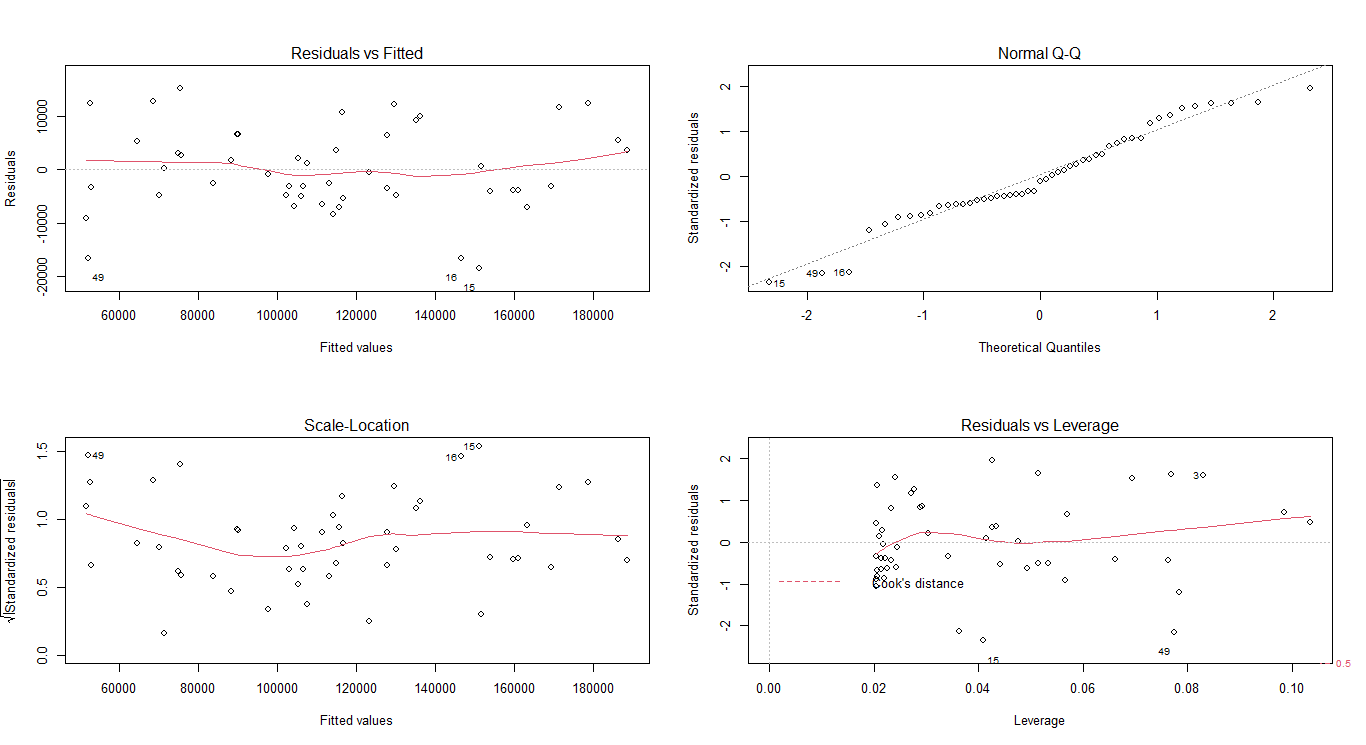 Residuals vs Fitted
Residuals
10000
0
-10000
-20000
49
16
15
60000 80000 100000 120000 140000 160000 180000
Fitted values
Normal Q-Q
Standardized residuals
2
1
0
-1
-2
15
49
16
-2 -1 0 1 2
Theoretical Quantiles
Scale-Location
√|Standardized residuals|
1.5
1.0
0.5
0.0
49
16
15
60000 80000 100000 120000 140000 160000 180000
Fitted values
Residuals vs Leverage
Standardized residuals
2
1
0
-1
-2
3
Cook's distance
15
49
0.5
0.00 0.02 0.04 0.06 0.08 0.10
Leverage